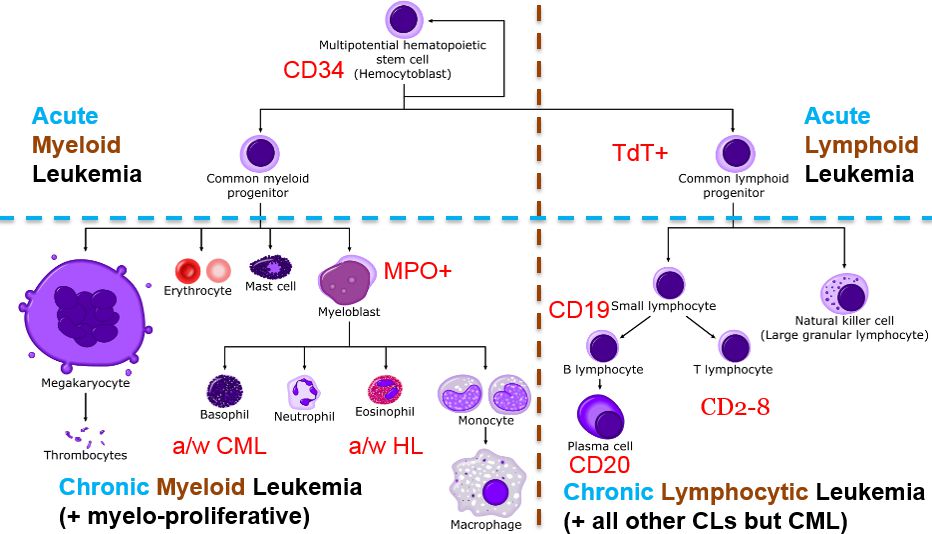 Multipotential hematopoietic
stem cell
(Hemocytoblast)
CD34
Acute
Myeloid
Leukemia
Common myeloid
progenitor
TdT+
Common lymphoid
progenitor
Acute
Lymphoid
Leukemia
Megakaryocyte
Thrombocytes
Erythrocyte
Mast cell
Myeloblast
MPO+
Basophil
Neutrophil
Eosinophil
Monocyte
Macrophage
a/w CML
a/w HL
Chronic Myeloid Leukemia
(+ myelo-proliferative)
CD19
Small lymphocyte
Natural killer cell
(Large granular lymphocyte)
B lymphocyte
T lymphocyte
CD2-8
Plasma cell
CD20
Chronic Lymphocytic Leukemia
(+ all other CLs but CML)